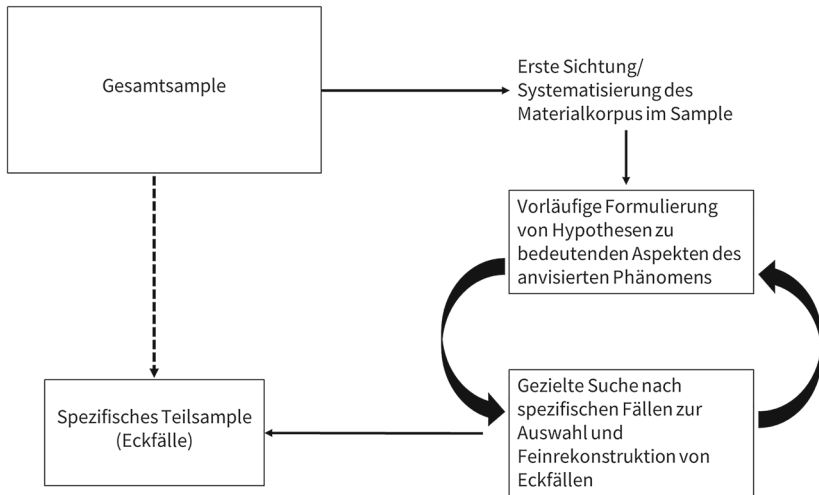 Gesamtsample
Erste Sichtung/
Systematisierung des
Materialkorpus im Sample
Vorläufige Formulierung
von Hypothesen zu
bedeutenden Aspekten des
anvisierten Phänomens
Gezielte Suche nach
spezifischen Fällen zur
Auswahl und
Feinrekonstruktion von
Eckfällen
Spezifisches Teilsample
(Eckfälle)